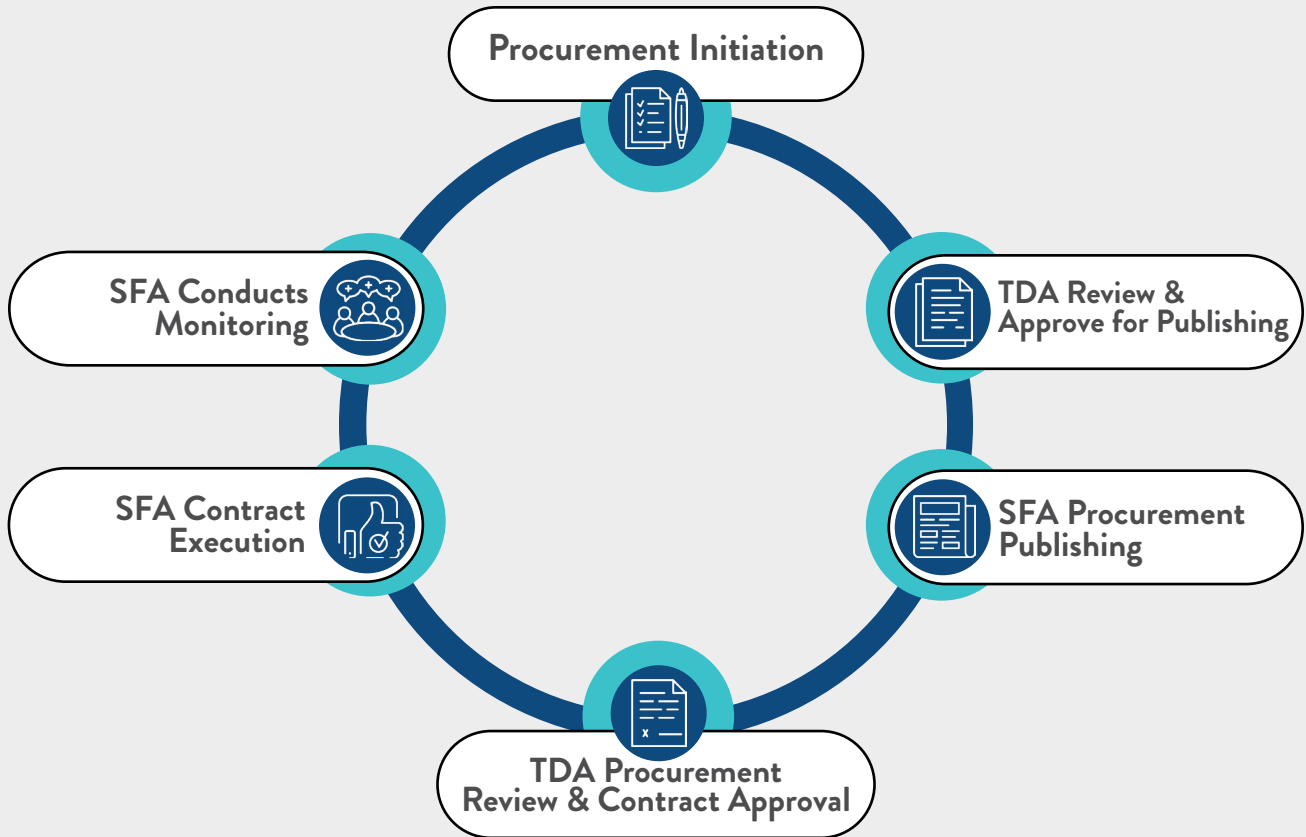 Procurement Initiation
TDA Review &
Approve for Publishing
SFA Procurement
Publishing
TDA Procurement
Review & Contract Approval
SFA Contract
Execution
SFA Conducts
Monitoring